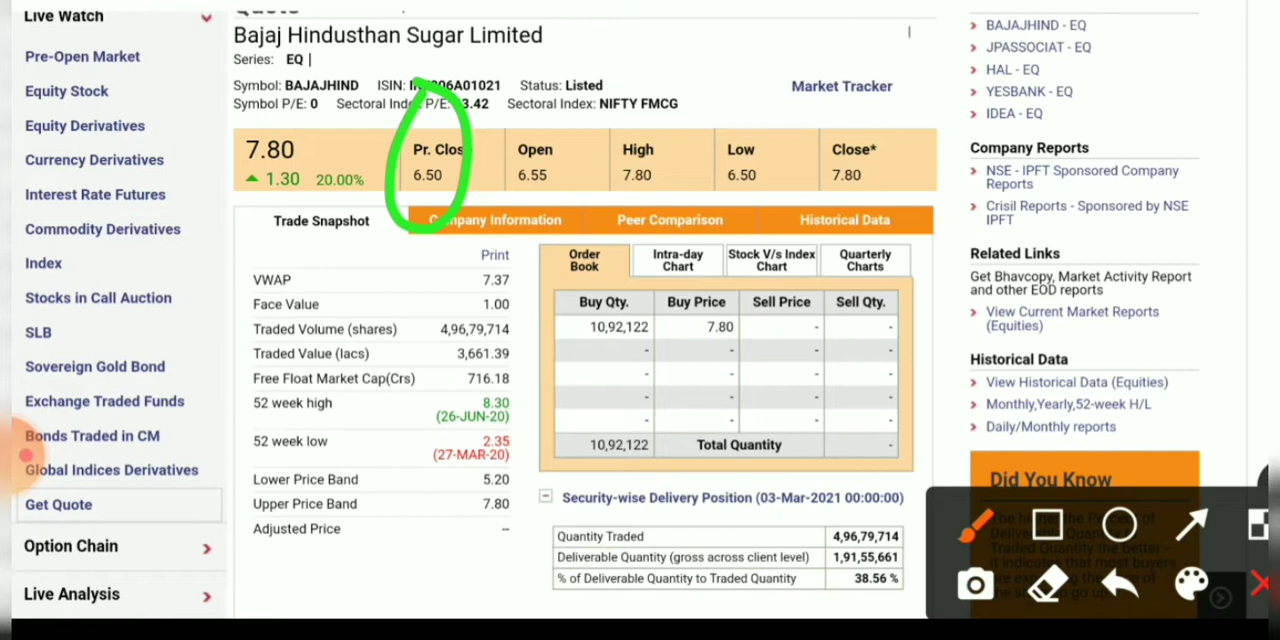 Live Watch
Pre-Open Market
Equity Stock
Equity Derivatives
Currency Derivatives
Interest Rate Futures
Commodity Derivatives
Index
Stocks in Call Auction
SLB
Sovereign Gold Bond
Exchange Traded Funds
Bonds Traded in CM
Global Indices Derivatives
Get Quote
Option Chain
Live Analysis
Bajaj Hindusthan Sugar Limited
Series: EQ |
Symbol: BAJAJHIND ISIN: Status: Listed
Symbol P/E: 0 Sectoral Index P/E: Sectoral Index: NIFTY FMCG
Market Tracker
7.80
1.30 20.00%
Pr. Close Open High Low Close*
6.50 6.55 7.80 6.50 7.80
Trade Snapshot Company Information Peer Comparison Historical Data
Print
VWAP 7.37
Face Value 1.00
Traded Volume (shares) 4,96,79,714
Traded Value (lacs) 3,661.39
Free Float Market Cap(Crs) 716.18
52 week high 8.30
(26-JUN-20)
52 week low 2.35
(27-MAR-20)
Lower Price Band 5.20
Upper Price Band 7.80
Adjusted Price --
Order Book Intra-day Chart Stock V/s Index Chart Quarterly Charts
Buy Qty. Buy Price Sell Price Sell Qty.
10,92,122 7.80 - -
- - - -
- - - -
- - - -
- - - -
10,92,122 Total Quantity -
Security-wise Delivery Position (03-Mar-2021 00:00:00)
Quantity Traded 4,96,79,714
Deliverable Quantity (gross across client level) 1,91,55,661
% of Deliverable Quantity to Traded Quantity 38.56 %
BAJAJHIND - EQ
JPASSOCIAT - EQ
HAL - EQ
YESBANK - EQ
IDEA - EQ
Company Reports
NSE - IPFT Sponsored Company
Reports
Crisil Reports - Sponsored by NSE
IPFT
Related Links
Get Bhavcopy, Market Activity Report
and other EOD reports
View Current Market Reports
(Equities)
Historical Data
View Historical Data (Equities)
Monthly,Yearly,52-week H/L
Daily/Monthly reports
Did You Know